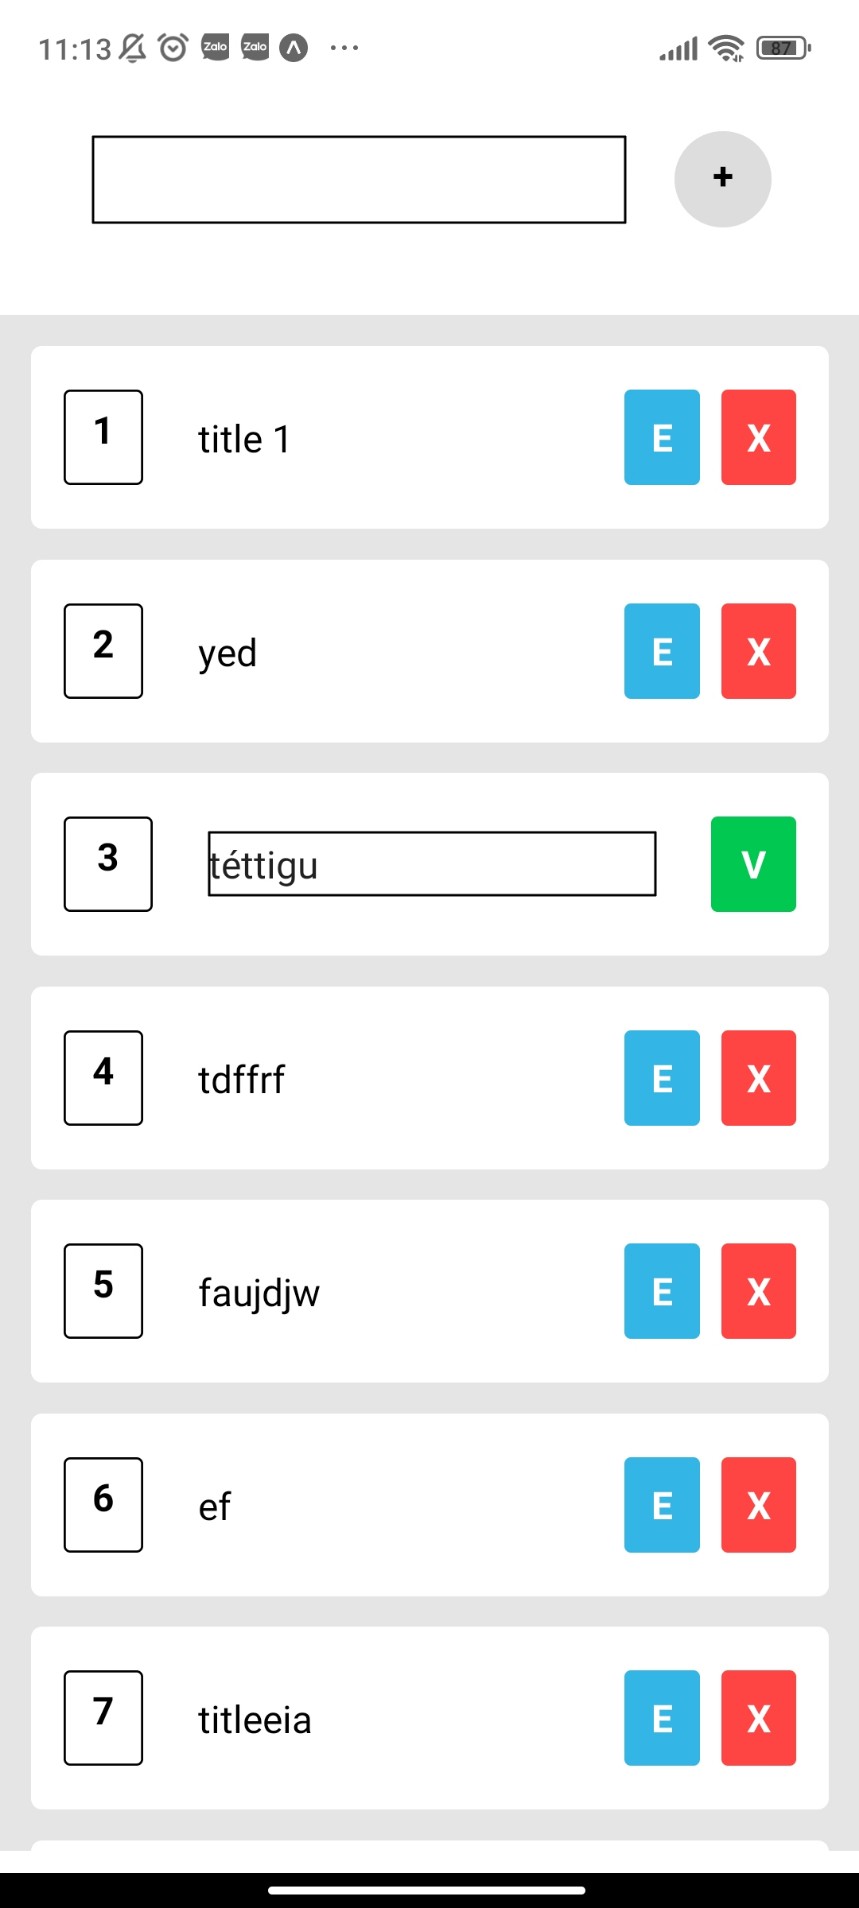 11:13 Zalo Zalo ... 87
+
1 title 1 E X
2 yed E X
3 téttigu V
4 tdffrf E X
5 faujdjw E X
6 ef E X
7 titleeia E X